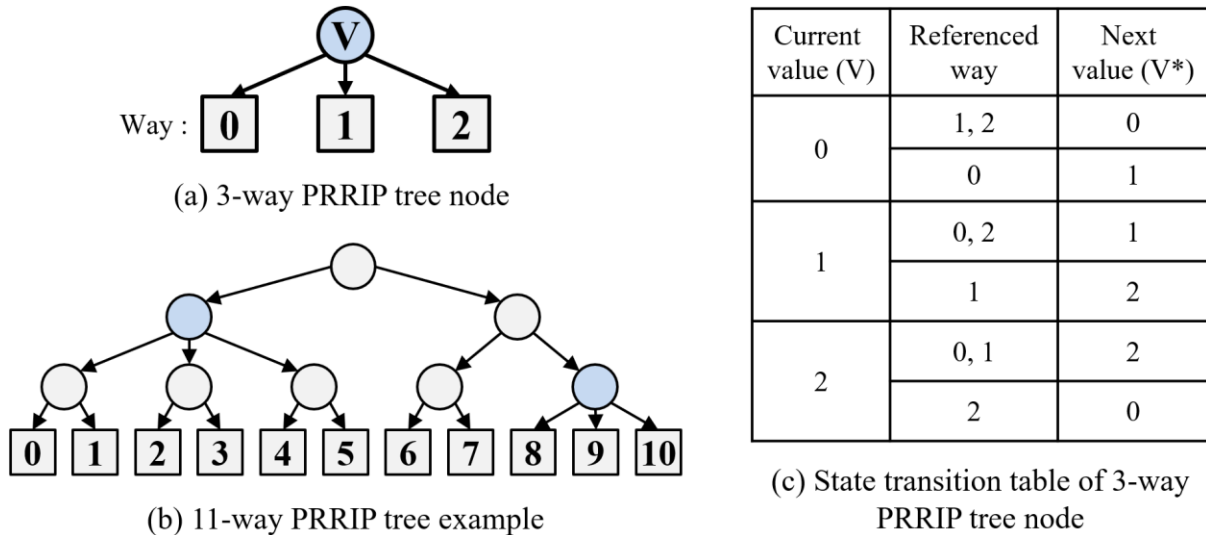 V
Way : 0 1 2
(a) 3-way PRRIP tree node
0 1 2 3 4 5 6 7 8 9 10
(b) 11-way PRRIP tree example
Current value (V) Referenced way Next value (V*)
0 1, 2 0
0 1
1 0, 2 1
1 2
2 0, 1 2
2 0
(c) State transition table of 3-way
PRRIP tree node